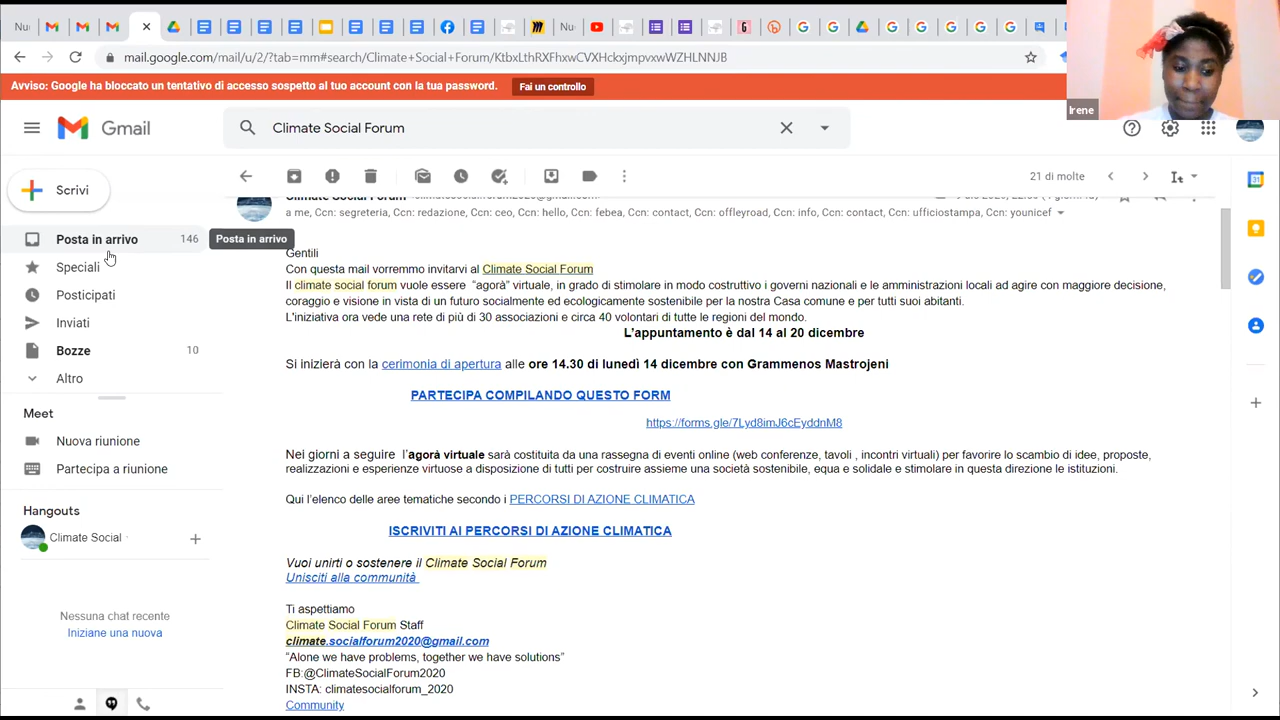 Nu
Nu
mail.google.com/mail/u/2/?tab=mm#search/Climate+Social+Forum/KtbxLthRXFhxwCVXHckxjmpvxwWZHLNNJB
Avviso: Google ha bloccato un tentativo di accesso sospetto al tuo account con la tua password.
Fai un controllo
Irene
Gmail
Climate Social Forum
Scrivi
21 di molte
Posta in arrivo 146
Posta in arrivo
Speciali
Posticipati
Inviati
Bozze 10
Altro
Meet
Nuova riunione
Partecipa a riunione
Hangouts
Climate Social
Nessuna chat recente
Iniziane una nuova
Climate Social Forum
a me, Ccn: segreteria, Ccn: redazione, Ccn: ceo, Ccn: hello, Ccn: febea, Ccn: contact, Ccn: offleyroad, Ccn: info, Ccn: contact, Ccn: ufficiostampa, Ccn: younicef
Gentili
Con questa mail vorremmo invitarvi al Climate Social Forum
Il climate social forum vuole essere “agorà” virtuale, in grado di stimolare in modo costruttivo i governi nazionali e le amministrazioni locali ad agire con maggiore decisione,
coraggio e visione in vista di un futuro socialmente ed ecologicamente sostenibile per la nostra Casa comune e per tutti suoi abitanti.
L'iniziativa ora vede una rete di più di 30 associazioni e circa 40 volontari di tutte le regioni del mondo.
L’appuntamento è dal 14 al 20 dicembre
Si inizierà con la cerimonia di apertura alle ore 14.30 di lunedì 14 dicembre con Grammenos Mastrojeni
PARTECIPA COMPILANDO QUESTO FORM
https://forms.gle/7Lyd8imJ6cEyddnM8
Nei giorni a seguire l’agorà virtuale sarà costituita da una rassegna di eventi online (web conferenze, tavoli , incontri virtuali) per favorire lo scambio di idee, proposte,
realizzazioni e esperienze virtuose a disposizione di tutti per costruire assieme una società sostenibile, equa e solidale e stimolare in questa direzione le istituzioni.
Qui l’elenco delle aree tematiche secondo i PERCORSI DI AZIONE CLIMATICA
ISCRIVITI AI PERCORSI DI AZIONE CLIMATICA
Vuoi unirti o sostenere il Climate Social Forum
Unisciti alla communità
Ti aspettiamo
Climate Social Forum Staff
climate.socialforum2020@gmail.com
“Alone we have problems, together we have solutions”
FB:@ClimateSocialForum2020
INSTA: climatesocialforum_2020
Community
31